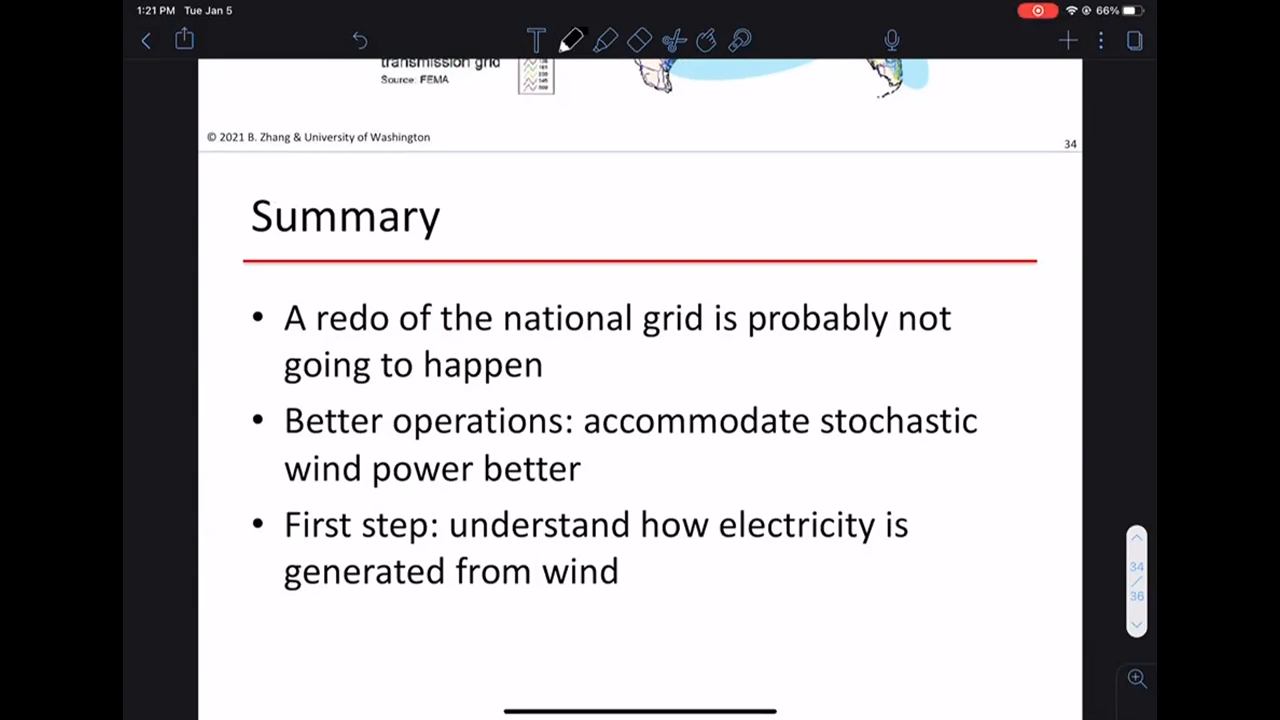 1:21 PM Tue Jan 5
66%
T
transmission grid
Source: FEMA
© 2021 B. Zhang & University of Washington
34
Summary
• A redo of the national grid is probably not
going to happen
• Better operations: accommodate stochastic
wind power better
• First step: understand how electricity is
generated from wind
34
/
36